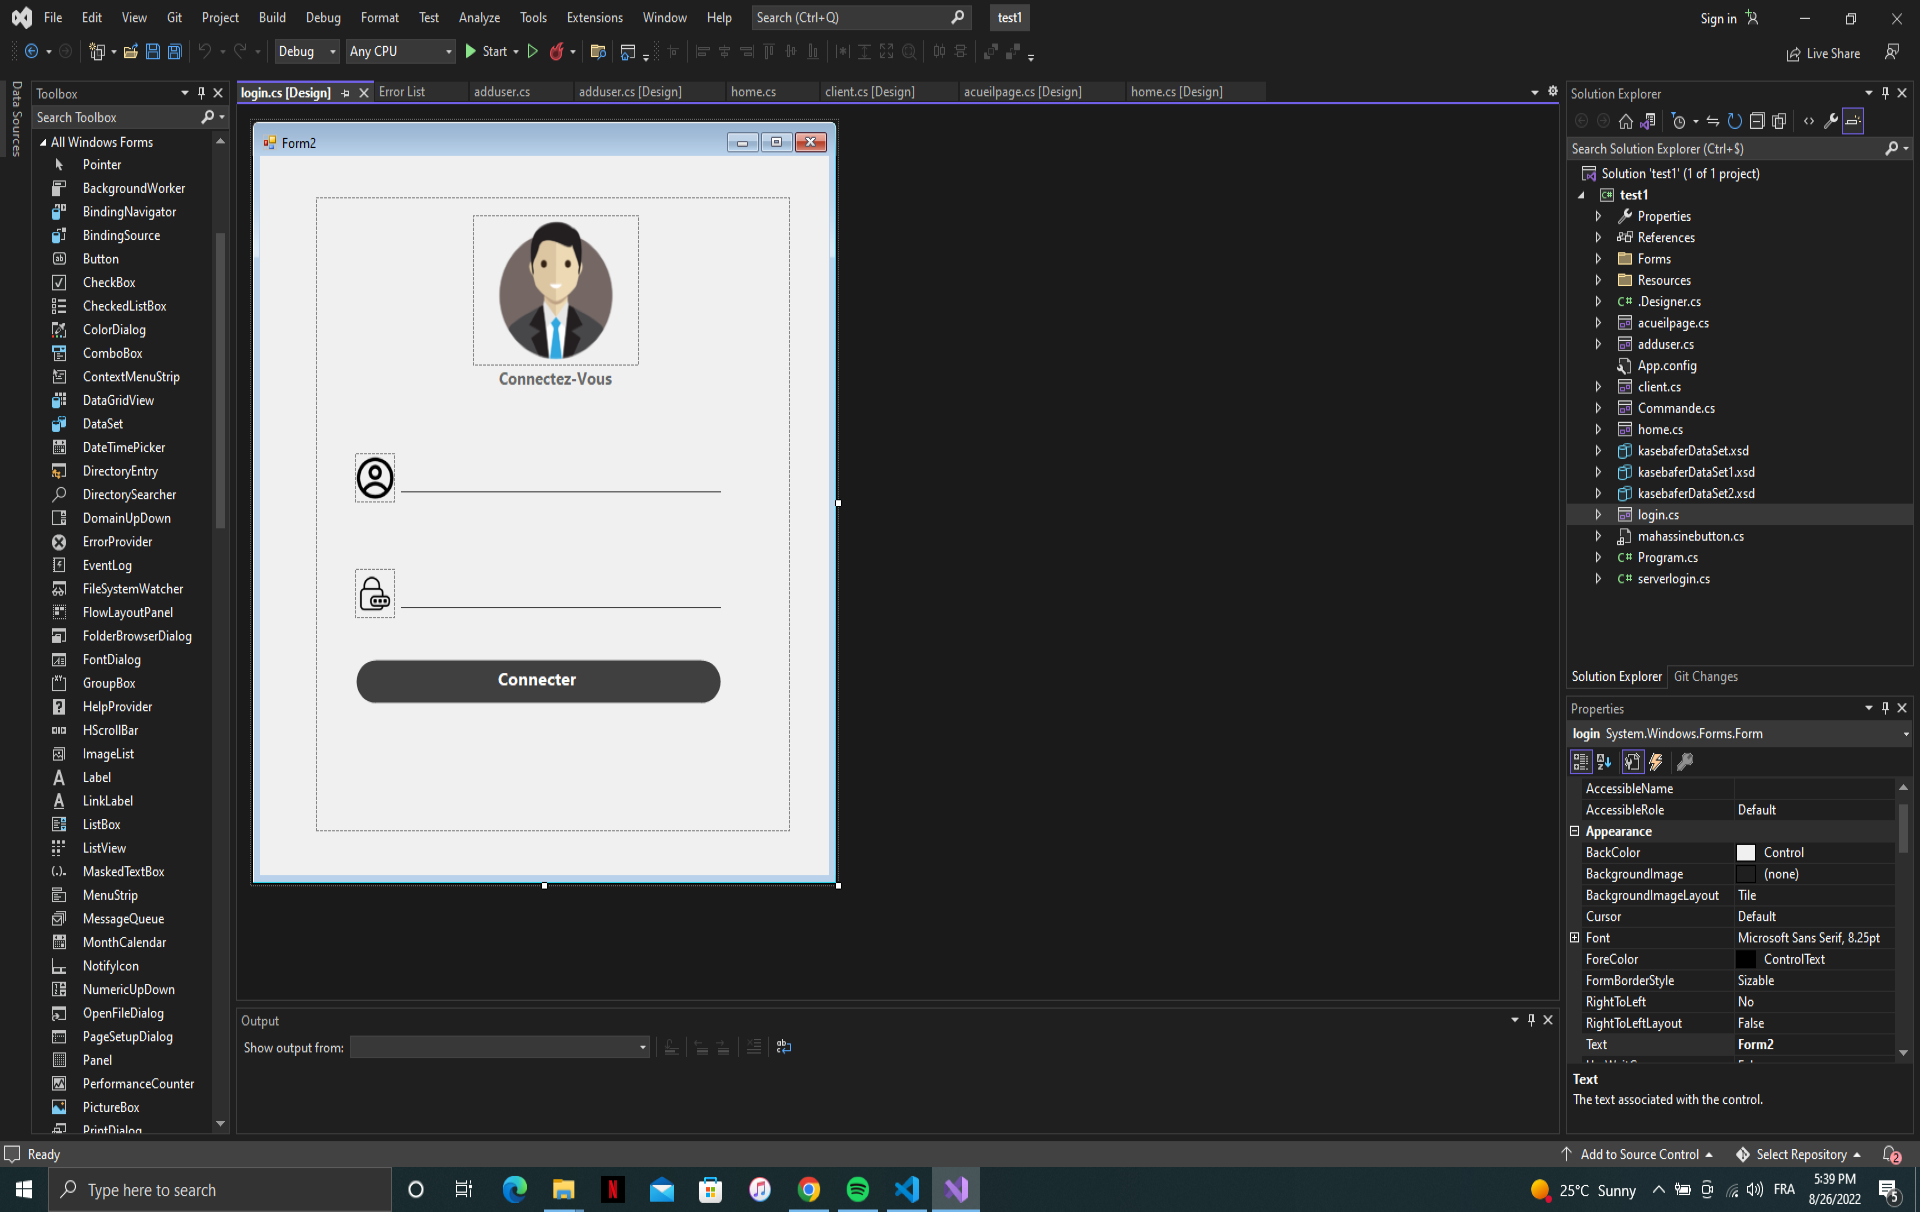 File Edit View Git Project Build Debug Format Test Analyze Tools Extensions Window Help Search (Ctrl+Q) test1 Sign in
Debug Any CPU Start Live Share
Data Sources
Toolbox
Search Toolbox
All Windows Forms
Pointer
BackgroundWorker
BindingNavigator
BindingSource
Button
CheckBox
CheckedListBox
ColorDialog
ComboBox
ContextMenuStrip
DataGridView
DataSet
DateTimePicker
DirectoryEntry
DirectorySearcher
DomainUpDown
ErrorProvider
EventLog
FileSystemWatcher
FlowLayoutPanel
FolderBrowserDialog
FontDialog
GroupBox
HelpProvider
HScrollBar
ImageList
Label
LinkLabel
ListBox
ListView
MaskedTextBox
MenuStrip
MessageQueue
MonthCalendar
NotifyIcon
NumericUpDown
OpenFileDialog
PageSetupDialog
Panel
PerformanceCounter
PictureBox
PrintDialog
login.cs [Design] Error List adduser.cs adduser.cs [Design] home.cs client.cs [Design] acueilpage.cs [Design] home.cs [Design]
Form2
Connectez-Vous
Connecter
Output
Show output from:
Solution Explorer
Search Solution Explorer (Ctrl+$)
Solution 'test1' (1 of 1 project)
test1
Properties
References
Forms
Resources
.Designer.cs
acueilpage.cs
adduser.cs
App.config
client.cs
Commande.cs
home.cs
kasebaferDataSet.xsd
kasebaferDataSet1.xsd
kasebaferDataSet2.xsd
login.cs
mahassinebutton.cs
Program.cs
serverlogin.cs
Solution Explorer Git Changes
Properties
login System.Windows.Forms.Form
AccessibleName
AccessibleRole Default
Appearance
BackColor Control
BackgroundImage (none)
BackgroundImageLayout Tile
Cursor Default
Font Microsoft Sans Serif, 8.25pt
ForeColor ControlText
FormBorderStyle Sizable
RightToLeft No
RightToLeftLayout False
Text Form2
Text
The text associated with the control.
Ready Add to Source Control Select Repository 2
Type here to search 25°C Sunny FRA 5:39 PM
8/26/2022 5